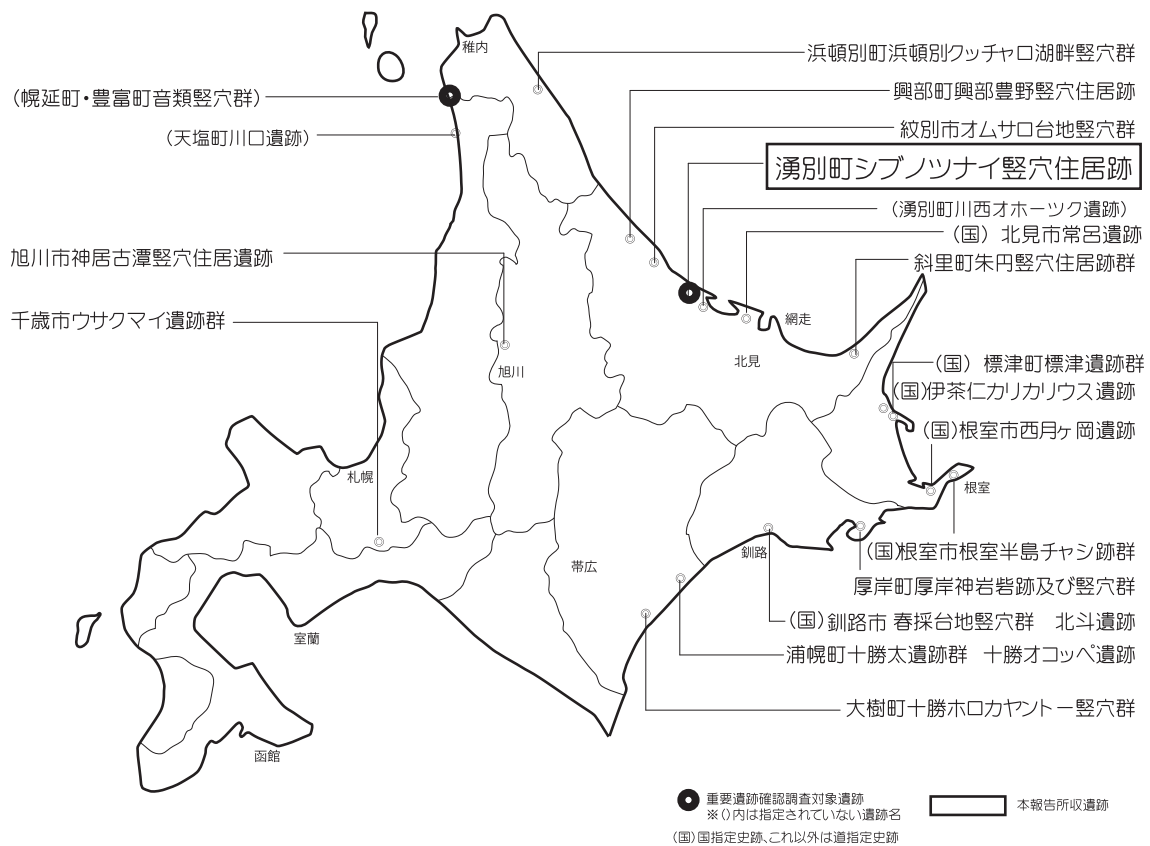 稚内
浜頓別町浜頓別クッチャロ湖畔竪穴群
(幌延町・豊富町音類竪穴群)
興部町興部豊野竪穴住居跡
(天塩町川口遺跡)
紋別市オムサロ台地竪穴群
湧別町シブノツナイ竪穴住居跡
(湧別町川西オホーツク遺跡)
(国) 北見市常呂遺跡
旭川市神居古潭竪穴住居遺跡
斜里町朱円竪穴住居跡群
千歳市ウサクマイ遺跡群
網走
北見
旭川
(国) 標津町標津遺跡群
(国)伊茶仁カリカリウス遺跡
(国)根室市西月ヶ岡遺跡
札幌
根室
釧路
(国)根室市根室半島チャシ跡群
帯広
厚岸町厚岸神岩砦跡及び竪穴群
(国)釧路市 春採台地竪穴群 北斗遺跡
室蘭
浦幌町十勝太遺跡群 十勝オコッペ遺跡
大樹町十勝ホロカヤントー竪穴群
函館
重要遺跡確認調査対象遺跡
※()内は指定されていない遺跡名
本報告所収遺跡
(国)国指定史跡、これ以外は道指定史跡